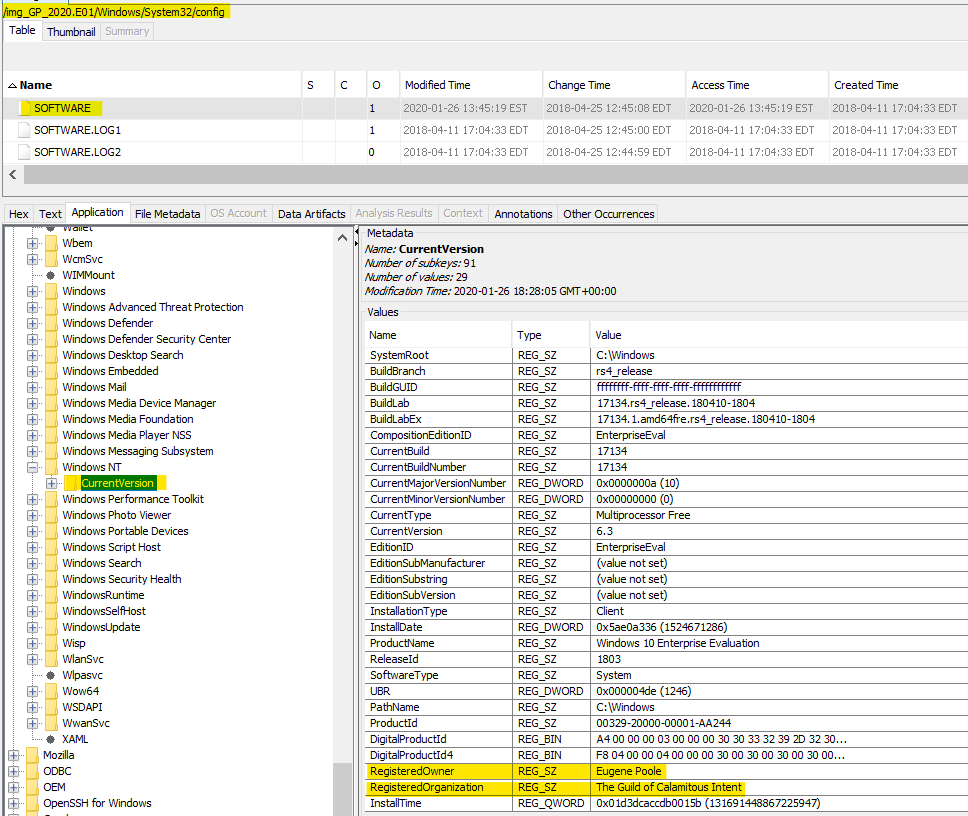 /img_GP_2020.E01/Windows/System32/config
Table Thumbnail Summary
Name S C O Modified Time Change Time Access Time Created Time
SOFTWARE 1 2020-01-26 13:45:19 EST 2018-04-25 12:45:08 EDT 2020-01-26 13:45:19 EST 2018-04-11 17:04:33 EDT
SOFTWARE.LOG1 1 2018-04-11 17:04:33 EDT 2018-04-25 12:45:00 EDT 2018-04-11 17:04:33 EDT 2018-04-11 17:04:33 EDT
SOFTWARE.LOG2 0 2018-04-11 17:04:33 EDT 2018-04-25 12:44:59 EDT 2018-04-11 17:04:33 EDT 2018-04-11 17:04:33 EDT
Hex Text Application File Metadata OS Account Data Artifacts Analysis Results Context Annotations Other Occurrences
Wallet
Wbem
WcmSvc
WIMMount
Windows
Windows Advanced Threat Protection
Windows Defender
Windows Defender Security Center
Windows Desktop Search
Windows Embedded
Windows Mail
Windows Media Device Manager
Windows Media Foundation
Windows Media Player NSS
Windows Messaging Subsystem
Windows NT
CurrentVersion
Windows Performance Toolkit
Windows Photo Viewer
Windows Portable Devices
Windows Script Host
Windows Search
Windows Security Health
WindowsRuntime
WindowsSelfHost
WindowsUpdate
Wisp
WlanSvc
Wlpasvc
Wow64
WSDAPI
WwanSvc
XAML
Mozilla
ODBC
OEM
OpenSSH for Windows
Metadata
Name: CurrentVersion
Number of subkeys: 91
Number of values: 29
Modification Time: 2020-01-26 18:28:05 GMT+00:00
Values
Name Type Value
SystemRoot REG_SZ C:\Windows
BuildBranch REG_SZ rs4_release
BuildGUID REG_SZ ffffffff-ffff-ffff-ffff-ffffffffffff
BuildLab REG_SZ 17134.rs4_release.180410-1804
BuildLabEx REG_SZ 17134.1.amd64fre.rs4_release.180410-1804
CompositionEditionID REG_SZ EnterpriseEval
CurrentBuild REG_SZ 17134
CurrentBuildNumber REG_SZ 17134
CurrentMajorVersionNumber REG_DWORD 0x0000000a (10)
CurrentMinorVersionNumber REG_DWORD 0x00000000 (0)
CurrentType REG_SZ Multiprocessor Free
CurrentVersion REG_SZ 6.3
EditionID REG_SZ EnterpriseEval
EditionSubManufacturer REG_SZ (value not set)
EditionSubstring REG_SZ (value not set)
EditionSubVersion REG_SZ (value not set)
InstallationType REG_SZ Client
InstallDate REG_DWORD 0x5ae0a336 (1524671286)
ProductName REG_SZ Windows 10 Enterprise Evaluation
ReleaseId REG_SZ 1803
SoftwareType REG_SZ System
UBR REG_DWORD 0x000004de (1246)
PathName REG_SZ C:\Windows
ProductId REG_SZ 00329-20000-00001-AA244
DigitalProductId REG_BIN A4 00 00 00 03 00 00 00 30 30 33 32 39 2D 32 30...
DigitalProductId4 REG_BIN F8 04 00 00 04 00 00 00 30 00 30 00 30 00 30 00...
RegisteredOwner REG_SZ Eugene Poole
RegisteredOrganization REG_SZ The Guild of Calamitous Intent
InstallTime REG_QWORD 0x01d3dcaccdb0015b (131691448867225947)